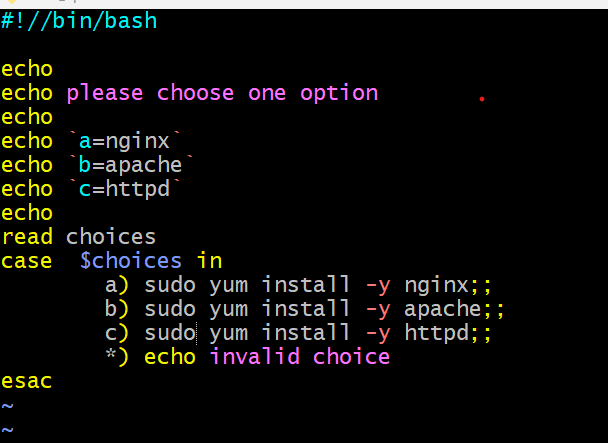 #!//bin/bash
echo
echo please choose one option
echo
echo `a=nginx`
echo `b=apache`
echo `c=httpd`
echo
read choices
case  $choices in
        a) sudo yum install -y nginx;;
        b) sudo yum install -y apache;;
        c) sudo yum install -y httpd;;
        *) echo invalid choice
esac
~
~